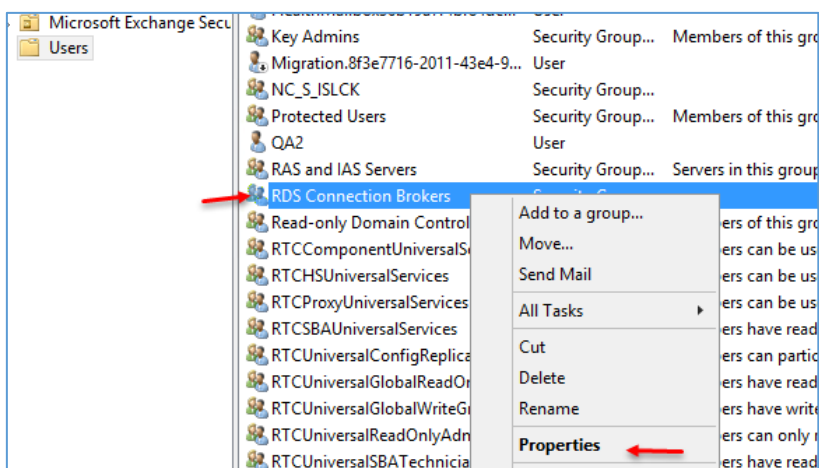 Microsoft Exchange Secu
Users
Key Admins Security Group... Members of this gro
Migration.8f3e7716-2011-43e4-9... User
NC_S_ISLCK Security Group...
Protected Users Security Group... Members of this gro
QA2 User
RAS and IAS Servers Security Group... Servers in this group
RDS Connection Brokers
Read-only Domain Control ers of this gro
RTCComponentUniversalSe ers can be us
RTCHSUniversalServices ers can be us
RTCProxyUniversalServices ers can be us
RTCSBAUniversalServices ers have read
RTCUniversalConfigReplica ers can partic
RTCUniversalGlobalReadOn ers have read
RTCUniversalGlobalWriteGr ers have write
RTCUniversalReadOnlyAdn ers can only r
RTCUniversalSBATechnicia ers have read
Add to a group...
Move...
Send Mail
All Tasks
Cut
Delete
Rename
Properties